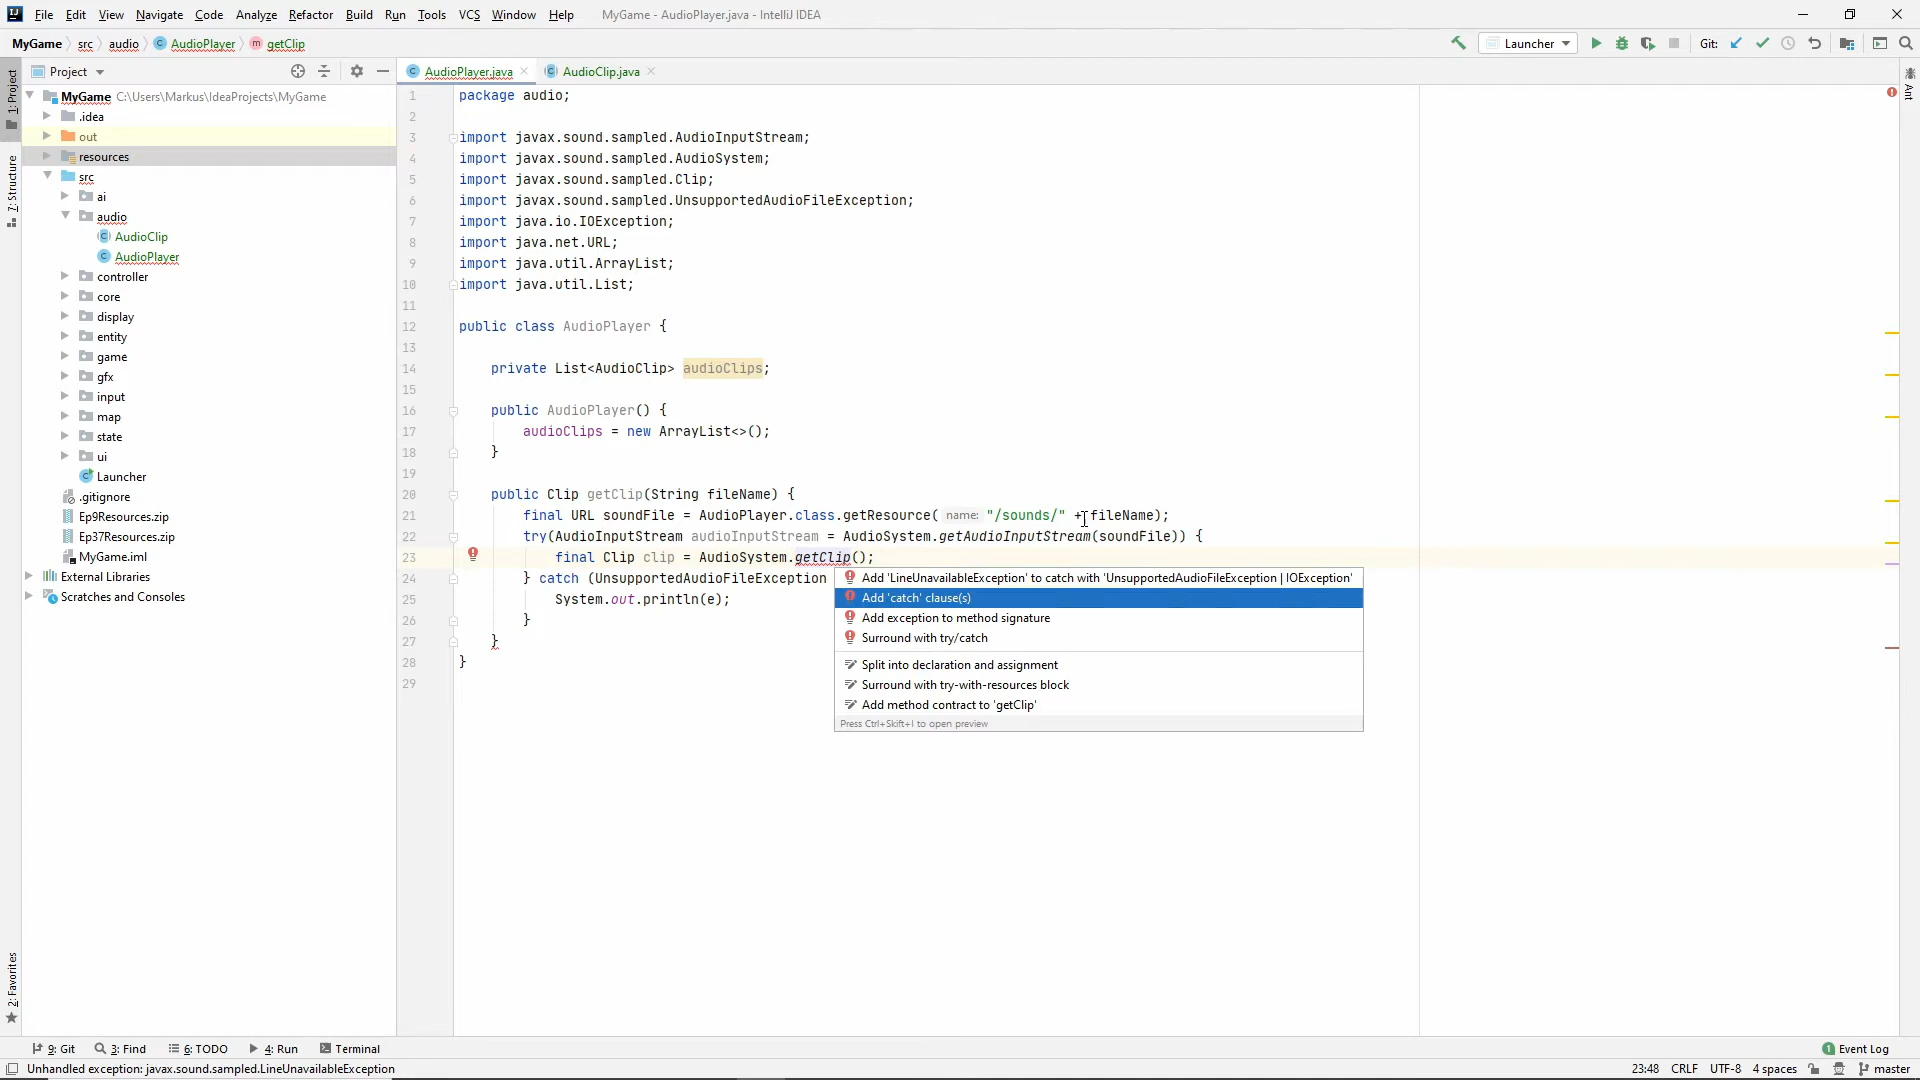 File Edit View Navigate Code Analyze Refactor Build Run Tools VCS Window Help MyGame - AudioPlayer.java - IntelliJ IDEA
MyGame src audio AudioPlayer getClip Launcher Git:
Project AudioPlayer.java AudioClip.java
1: Project
7: Structure
2: Favorites
Ant
MyGame C:\Users\Markus\IdeaProjects\MyGame
.idea
out
resources
src
ai
audio
AudioClip
AudioPlayer
controller
core
display
entity
game
gfx
input
map
state
ui
Launcher
.gitignore
Ep9Resources.zip
Ep37Resources.zip
MyGame.iml
External Libraries
Scratches and Consoles
1 package audio;
2
3 import javax.sound.sampled.AudioInputStream;
4 import javax.sound.sampled.AudioSystem;
5 import javax.sound.sampled.Clip;
6 import javax.sound.sampled.UnsupportedAudioFileException;
7 import java.io.IOException;
8 import java.net.URL;
9 import java.util.ArrayList;
10 import java.util.List;
11
12 public class AudioPlayer {
13
14 private List<AudioClip> audioClips;
15
16 public AudioPlayer() {
17 audioClips = new ArrayList<>();
18 }
19
20 public Clip getClip(String fileName) {
21 final URL soundFile = AudioPlayer.class.getResource( name: "/sounds/" + fileName);
22 try(AudioInputStream audioInputStream = AudioSystem.getAudioInputStream(soundFile)) {
23 final Clip clip = AudioSystem.getClip();
24 } catch (UnsupportedAudioFileException
25 System.out.println(e);
26 }
27 }
28 }
29
Add 'LineUnavailableException' to catch with 'UnsupportedAudioFileException | IOException'
Add 'catch' clause(s)
Add exception to method signature
Surround with try/catch
Split into declaration and assignment
Surround with try-with-resources block
Add method contract to 'getClip'
Press Ctrl+Skift+I to open preview
9: Git 3: Find 6: TODO 4: Run Terminal 1 Event Log
Unhandled exception: javax.sound.sampled.LineUnavailableException 23:48 CRLF UTF-8 4 spaces master